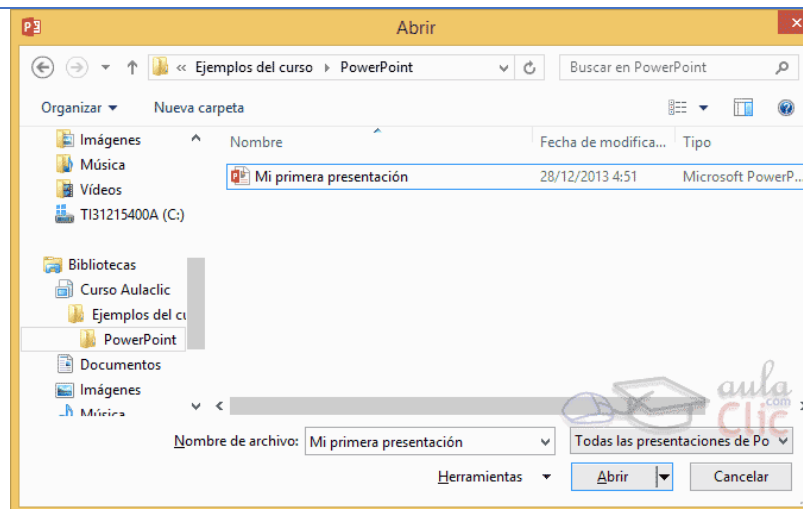 Abrir
« Ejemplos del curso PowerPoint
Buscar en PowerPoint
Organizar
Nueva carpeta
Imágenes
Música
Vídeos
TI31215400A (C:)
Bibliotecas
Curso Aulaclic
Ejemplos del cu
PowerPoint
Documentos
Imágenes
Música
Nombre
Fecha de modifica...
Tipo
Mi primera presentación
28/12/2013 4:51
Microsoft PowerP...
aula
Clic
.com
Nombre de archivo:
Mi primera presentación
Todas las presentaciones de Po
Herramientas
Abrir
Cancelar